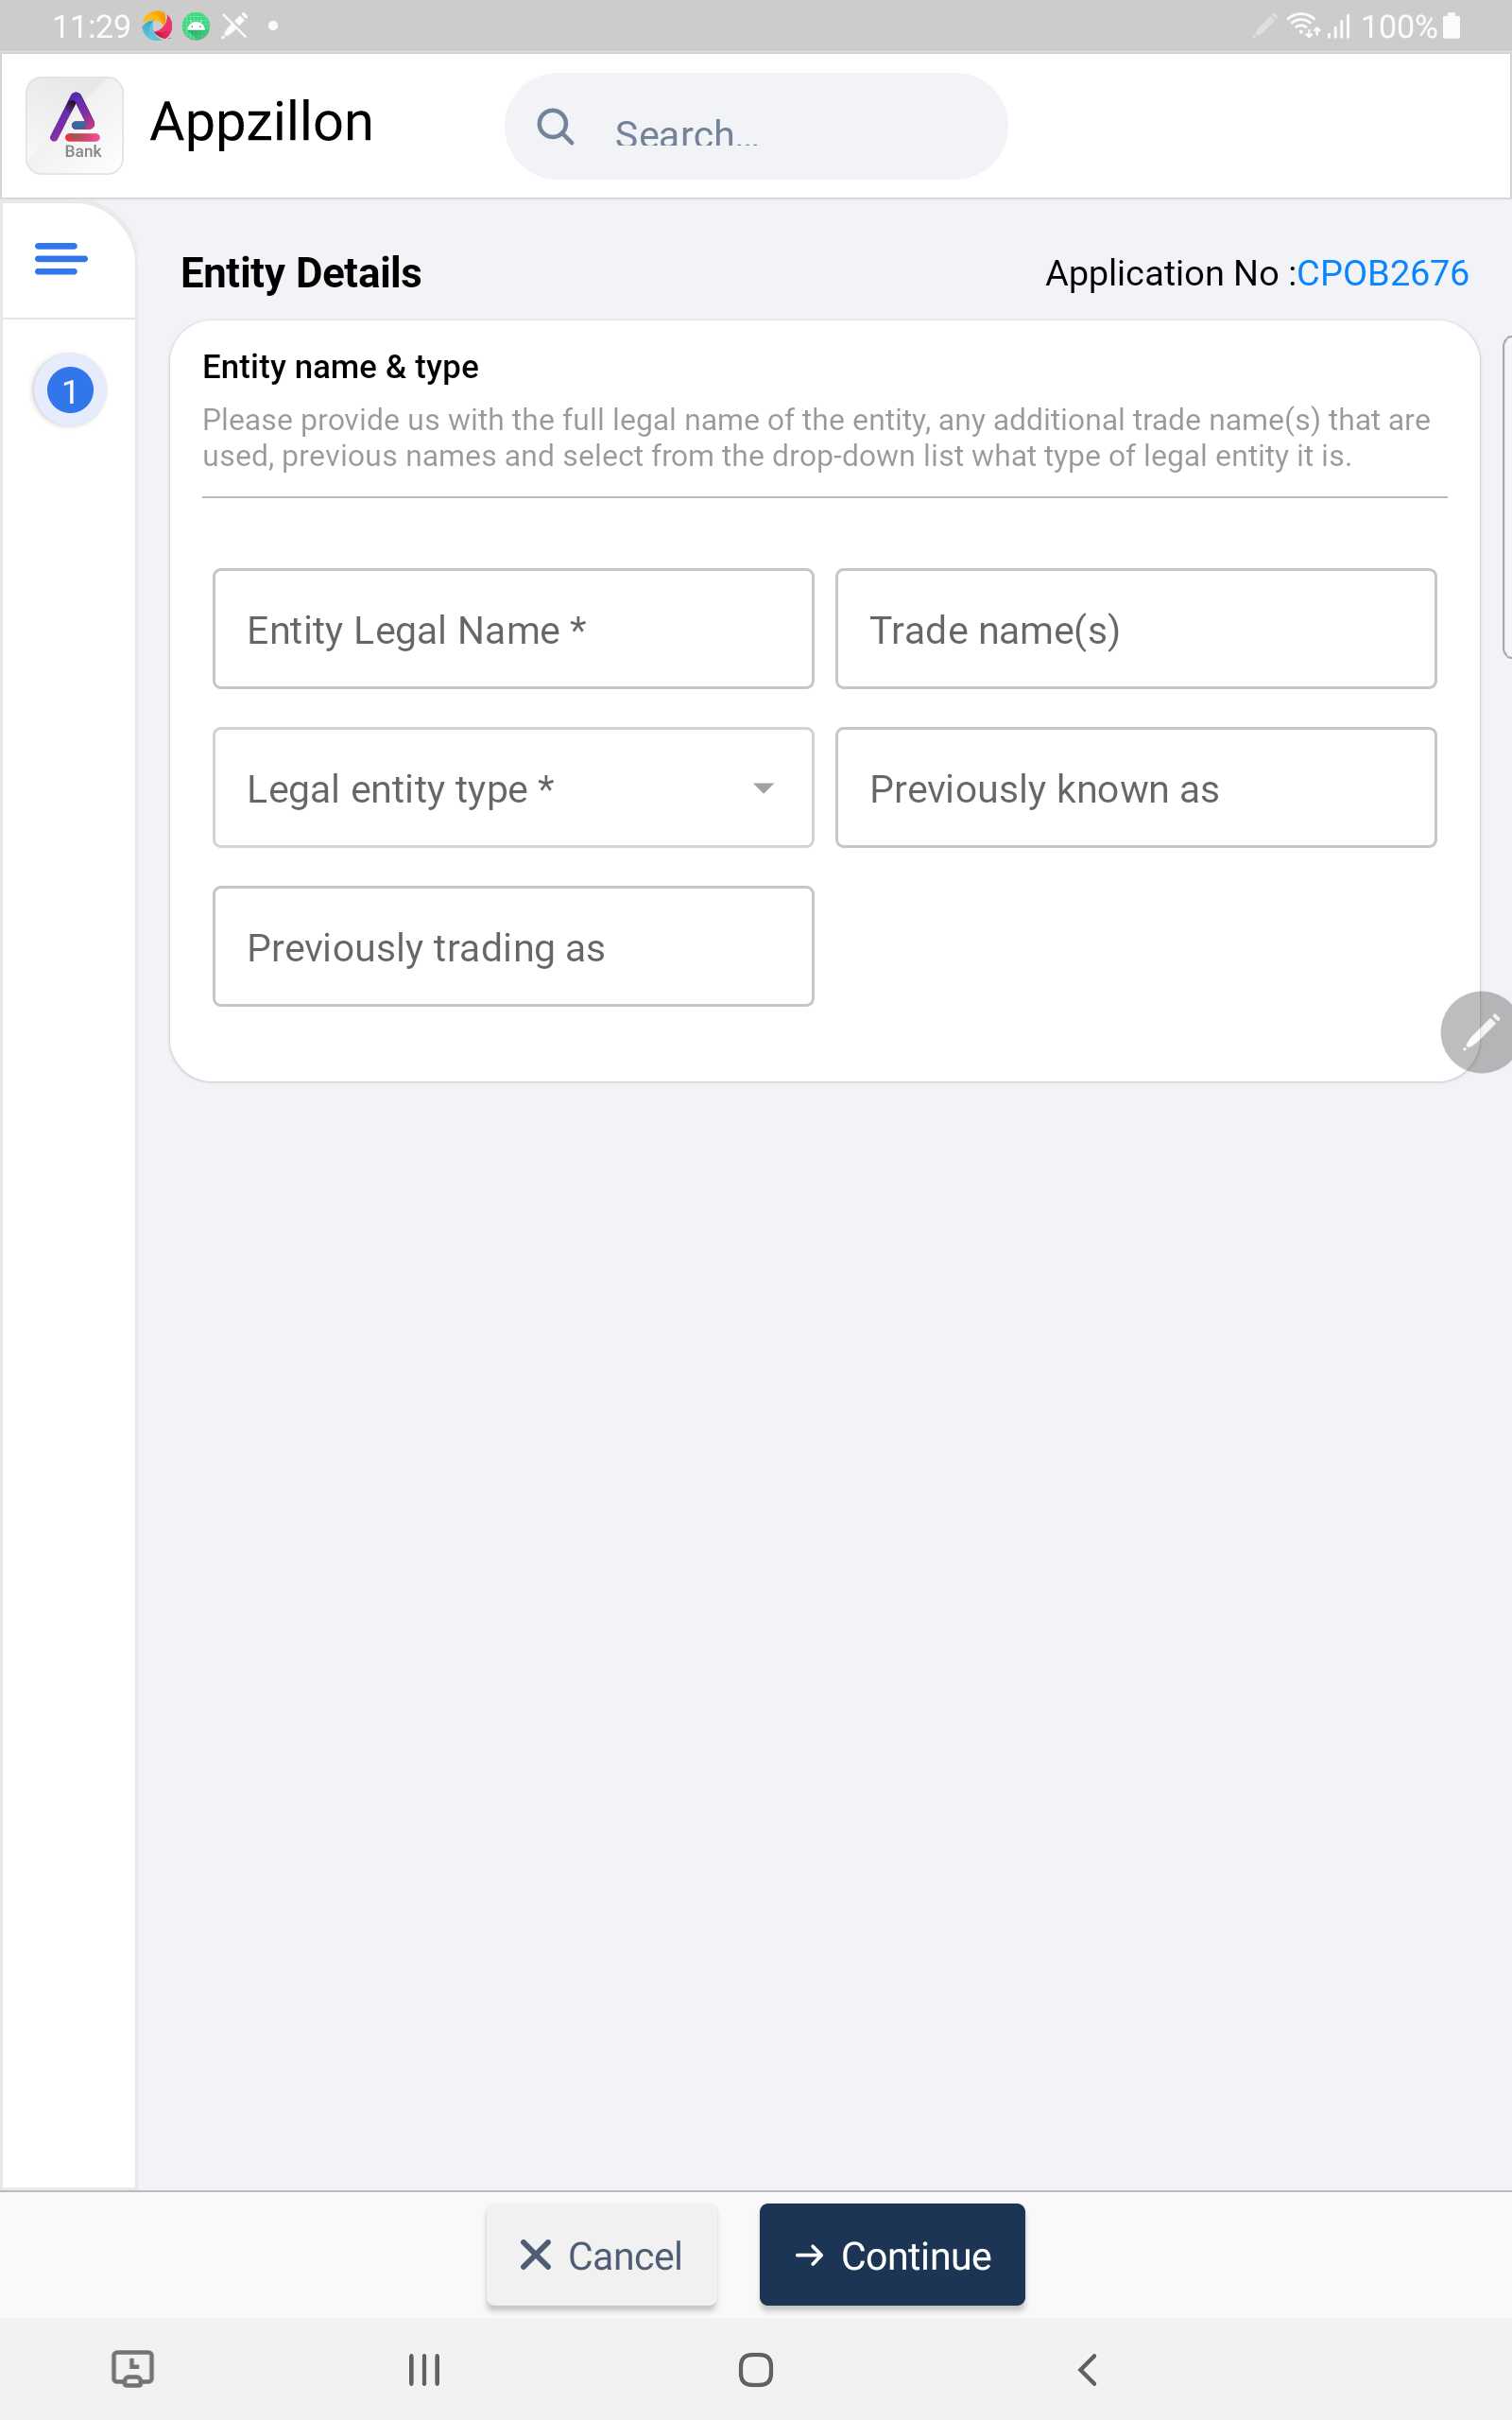 11:29
100%
Bank
Appzillon
Search...
Entity Details
Application No :CPOB2676
1
Entity name & type
Please provide us with the full legal name of the entity, any additional trade name(s) that are
used, previous names and select from the drop-down list what type of legal entity it is.
Entity Legal Name *
Trade name(s)
Legal entity type *
Previously known as
Previously trading as
Cancel
Continue